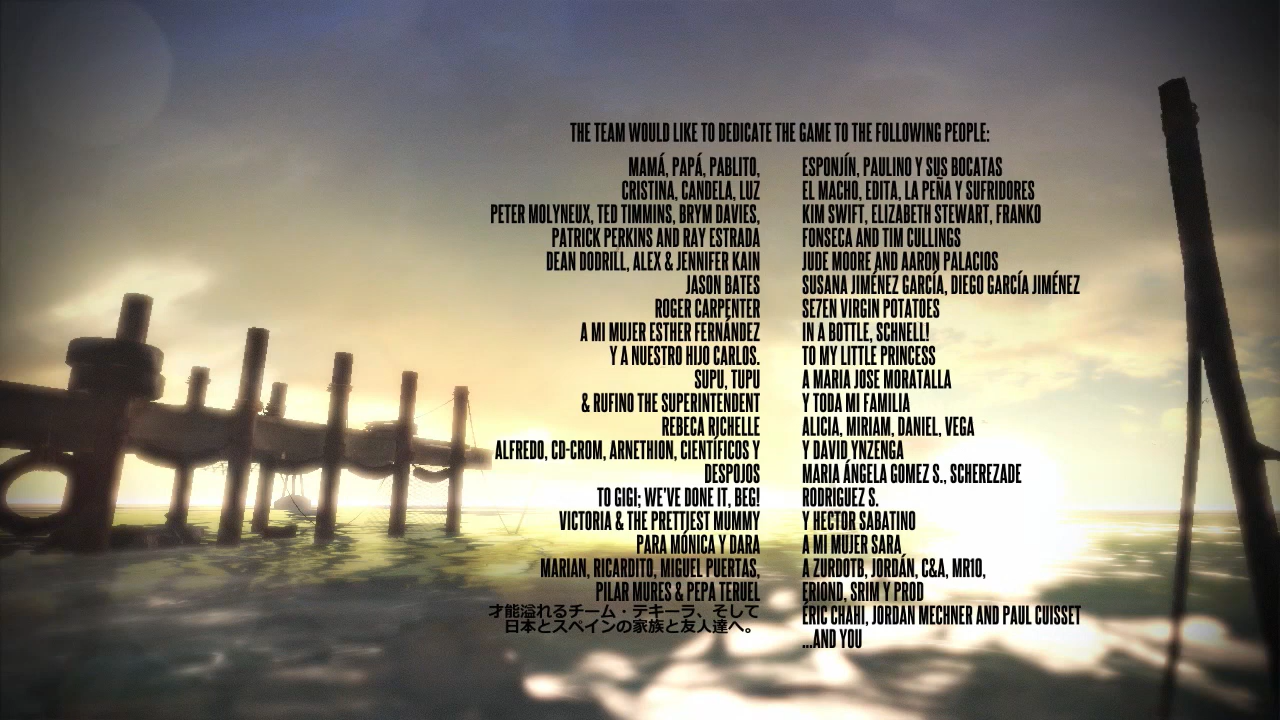 THE TEAM WOULD LIKE TO DEDICATE THE GAME TO THE FOLLOWING PEOPLE:
MAMÁ, PAPÁ, PABLITO,
CRISTINA, CANDELA, LUZ
PETER MOLYNEUX, TED TIMMINS, BRYM DAVIES,
PATRICK PERKINS AND RAY ESTRADA
DEAN DODRILL, ALEX & JENNIFER KAIN
JASON BATES
ROGER CARPENTER
A MI MUJER ESTHER FERNÁNDEZ
Y A NUESTRO HIJO CARLOS.
SUPU, TUPU
& RUFINO THE SUPERINTENDENT
REBECA RICHELLE
ALFREDO, CD-CROM, ARNETHION, CIENTÍFICOS Y
DESPOJOS
TO GIGI; WE'VE DONE IT, BEG!
VICTORIA & THE PRETTIEST MUMMY
PARA MÓNICA Y DARA
MARIAN, RICARDITO, MIGUEL PUERTAS,
PILAR MURES & PEPA TERUEL
才能溢れるチーム・テキーラ、そして
日本とスペインの家族と友人達へ。
ESPONJÍN, PAULINO Y SUS BOCATAS
EL MACHO, EDITA, LA PEÑA Y SUFRIDORES
KIM SWIFT, ELIZABETH STEWART, FRANKO
FONSECA AND TIM CULLINGS
JUDE MOORE AND AARON PALACIOS
SUSANA JIMÉNEZ GARCÍA, DIEGO GARCÍA JIMÉNEZ
SE7EN VIRGIN POTATOES
IN A BOTTLE, SCHNELL!
TO MY LITTLE PRINCESS
A MARIA JOSE MORATALLA
Y TODA MI FAMILIA
ALICIA, MIRIAM, DANIEL, VEGA
Y DAVID YNZENGA
MARIA ÁNGELA GOMEZ S., SCHEREZADE
RODRIGUEZ S.
Y HECTOR SABATINO
A MI MUJER SARA
A ZURDOTB, JORDÁN, C&A, MR10,
ERIOND, SRIM Y PROD
ÉRIC CHAHI, JORDAN MECHNER AND PAUL CUISSET
...AND YOU